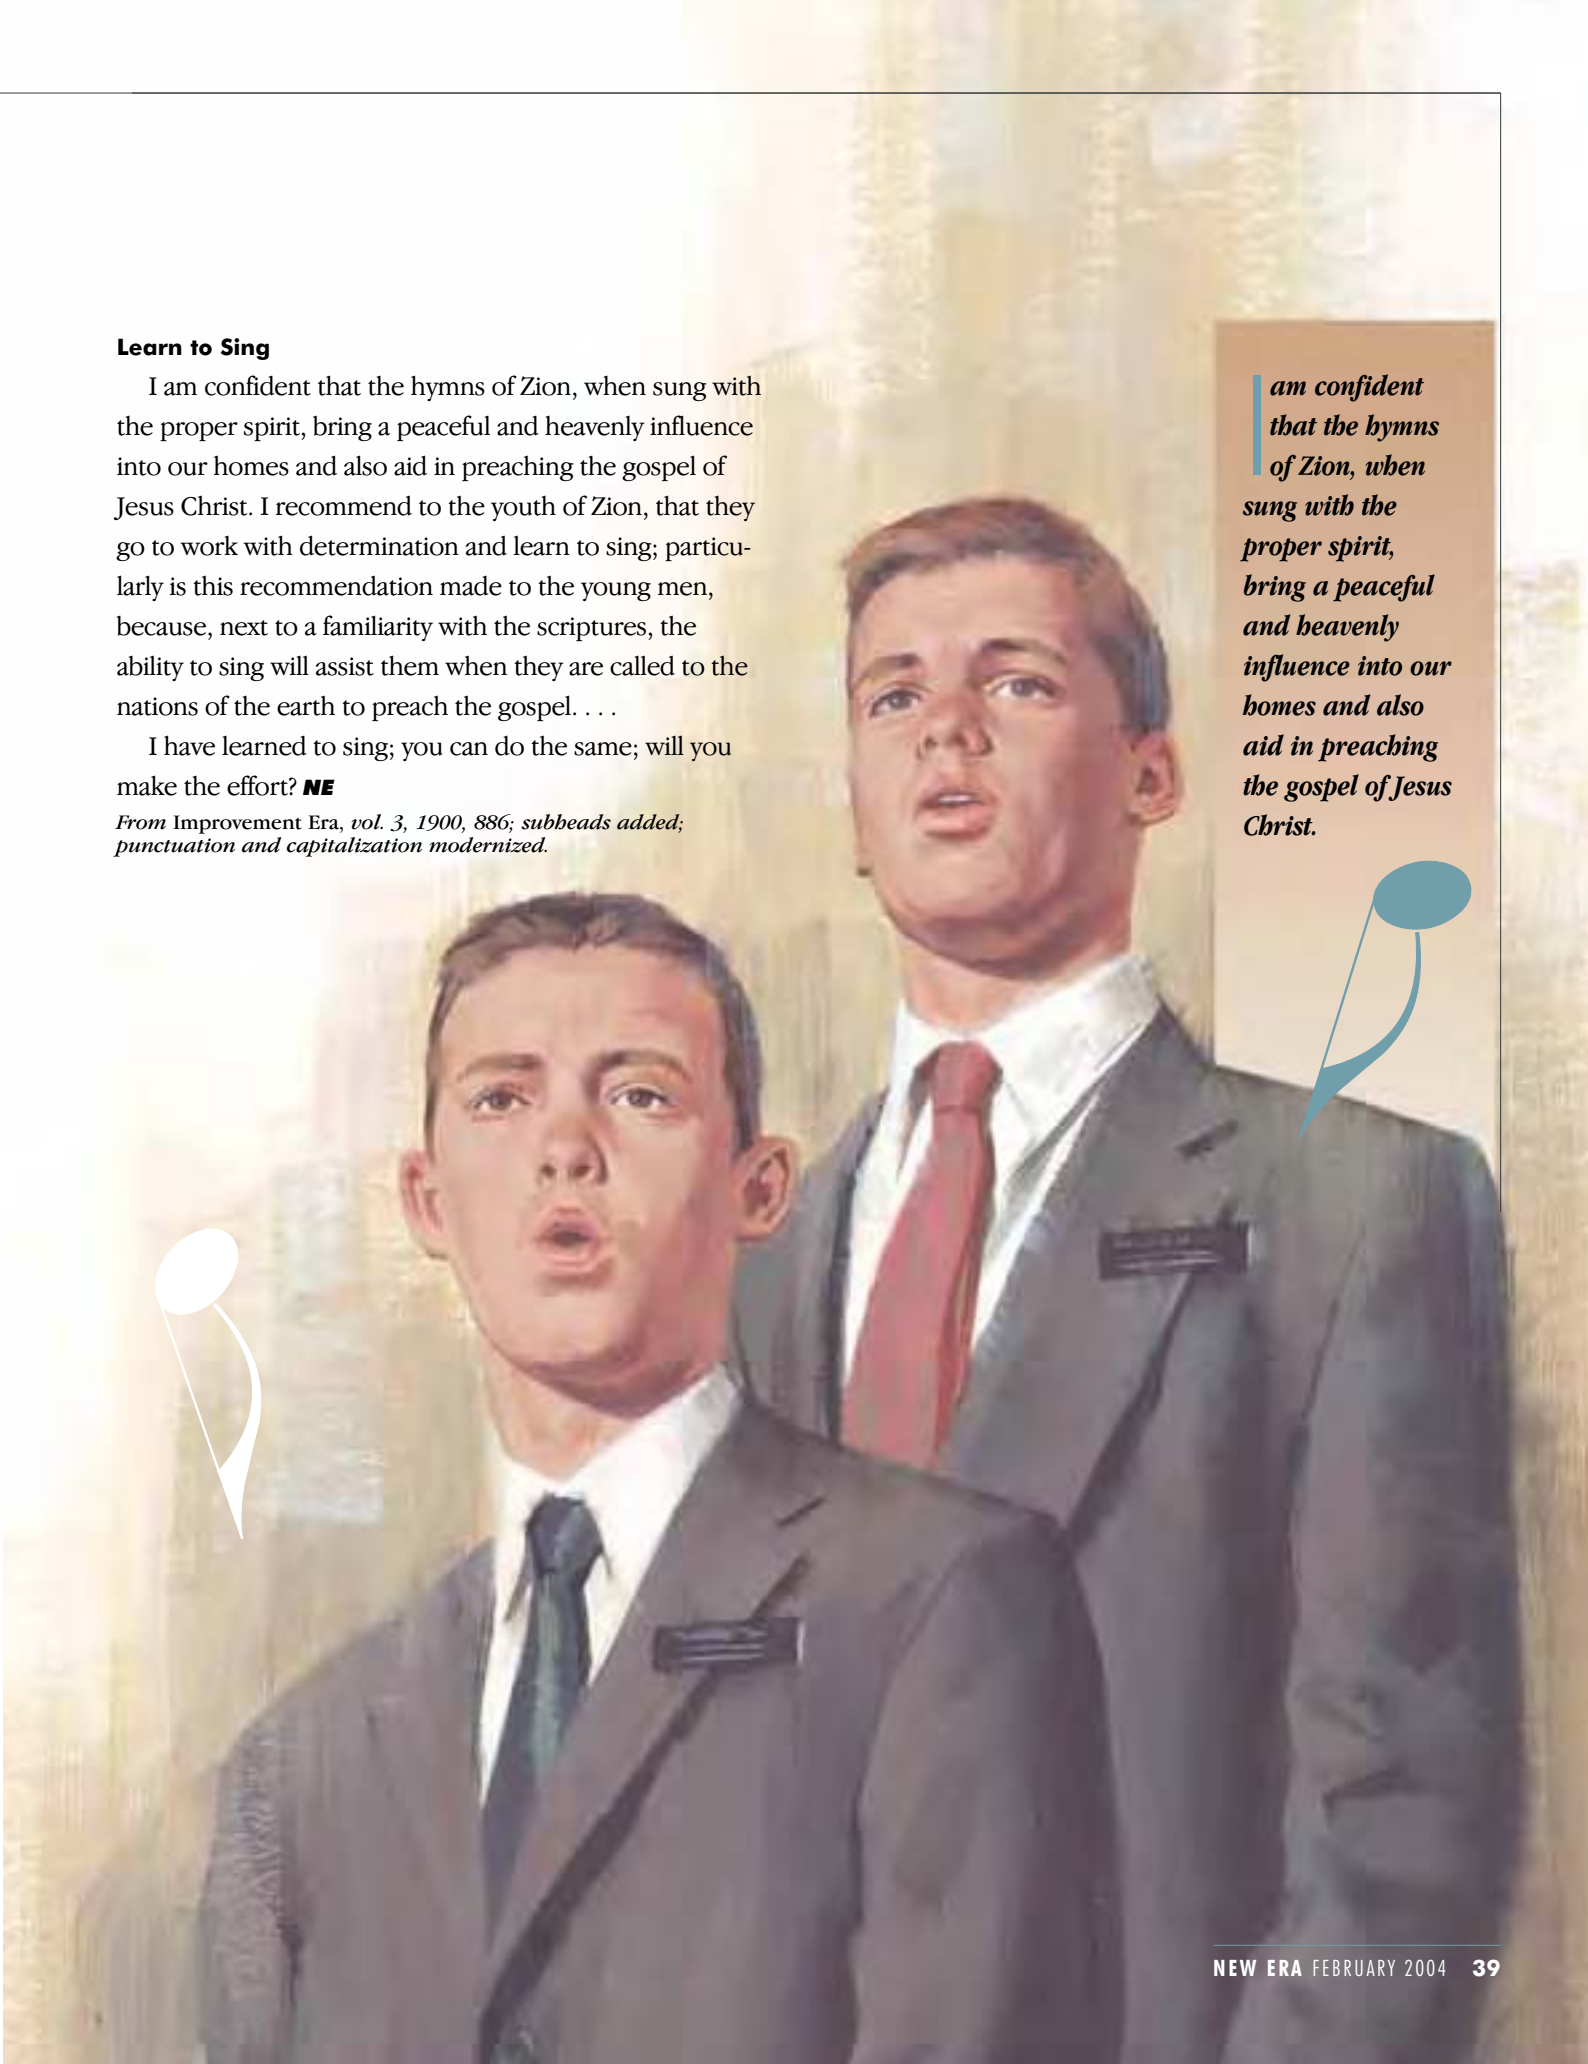 Learn to Sing
I am confident that the hymns of Zion, when sung with
the proper spirit, bring a peaceful and heavenly influence
into our homes and also aid in preaching the gospel of
Jesus Christ. I recommend to the youth of Zion, that they
go to work with determination and learn to sing; particu-
larly is this recommendation made to the young men,
because, next to a familiarity with the scriptures, the
ability to sing will assist them when they are called to the
nations of the earth to preach the gospel. . . .
I have learned to sing; you can do the same; will you
make the effort? NE
From Improvement Era, vol. 3, 1900, 886; subheads added;
punctuation and capitalization modernized.
I am confident
that the hymns
of Zion, when
sung with the
proper spirit,
bring a peaceful
and heavenly
influence into our
homes and also
aid in preaching
the gospel of Jesus
Christ.
NEW ERA FEBRUARY 2004 39